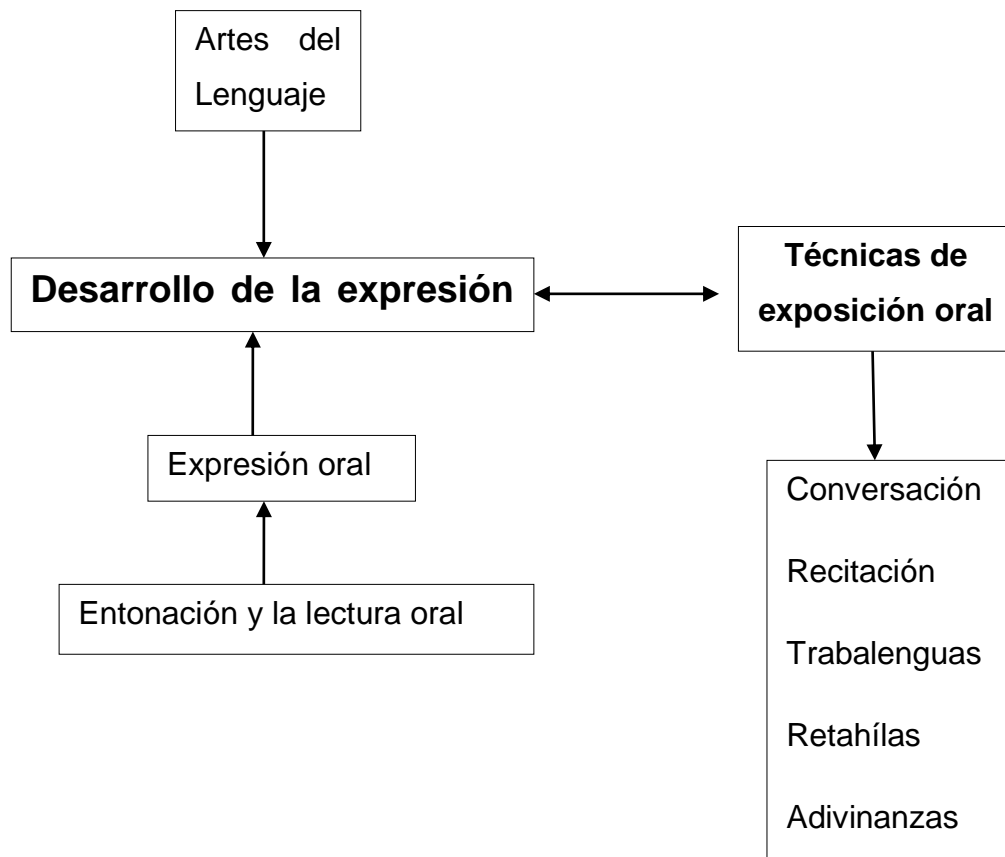 Artes del
Lenguaje
Desarrollo de la expresión
Técnicas de
exposición oral
Expresión oral
Entonación y la lectura oral
Conversación
Recitación
Trabalenguas
Retahílas
Adivinanzas